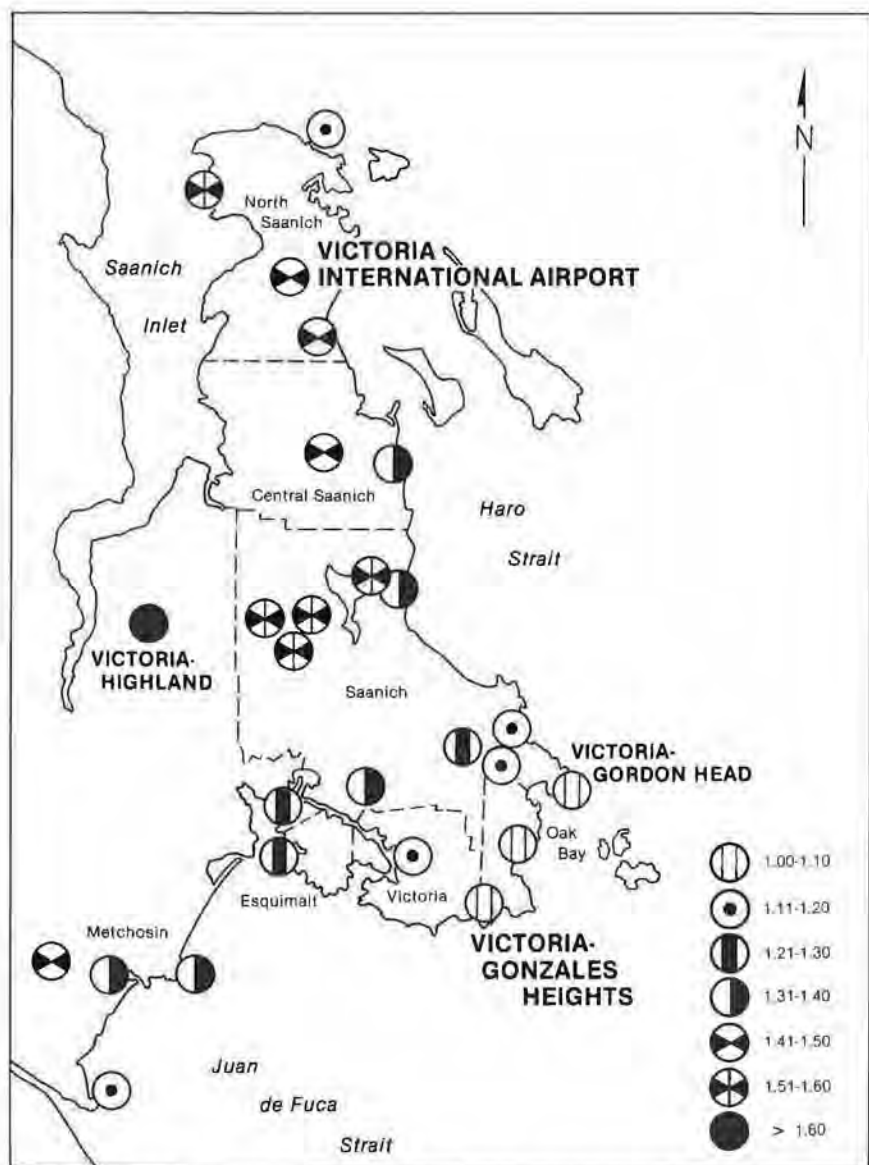 N
North
Saanich
VICTORIA
INTERNATIONAL AIRPORT
Saanich
Inlet
Central Saanich
Haro
Strait
VICTORIA-
HIGHLAND
Saanich
VICTORIA-
GORDON HEAD
Oak
Bay
Esquimalt
Victoria
Metchosin
VICTORIA-
GONZALES
HEIGHTS
Juan
de Fuca
Strait
1.00-1.10
1.11-1.20
1.21-1.30
1.31-1.40
1.41-1.50
1.51-1.60
> 1.60